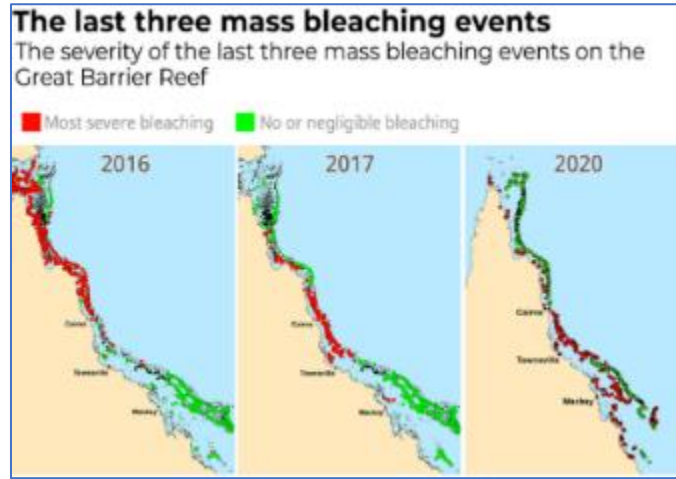 The last three mass bleaching events
The severity of the last three mass bleaching events on the
Great Barrier Reef
Most severe bleaching No or negligible bleaching
2016 2017 2020
Cairns
Cairns
Cairns
Townsville
Townsville
Townsville
Mackay
Mackay
Mackay